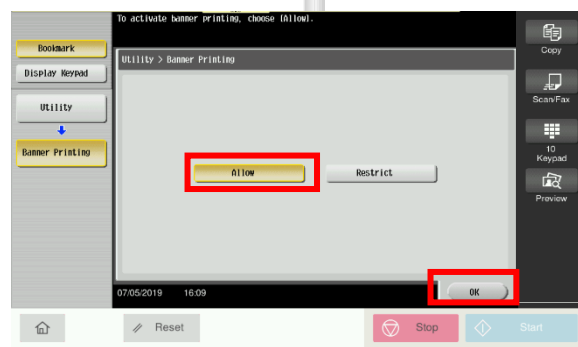 To activate banner printing, choose [Allow].
Bookmark
Display Keypad
Utility
Banner Printing
Utility > Banner Printing
Allow
Restrict
07/05/2019 16:09
OK
Copy
Scan/Fax
10
Keypad
Preview
Reset
Stop
Start